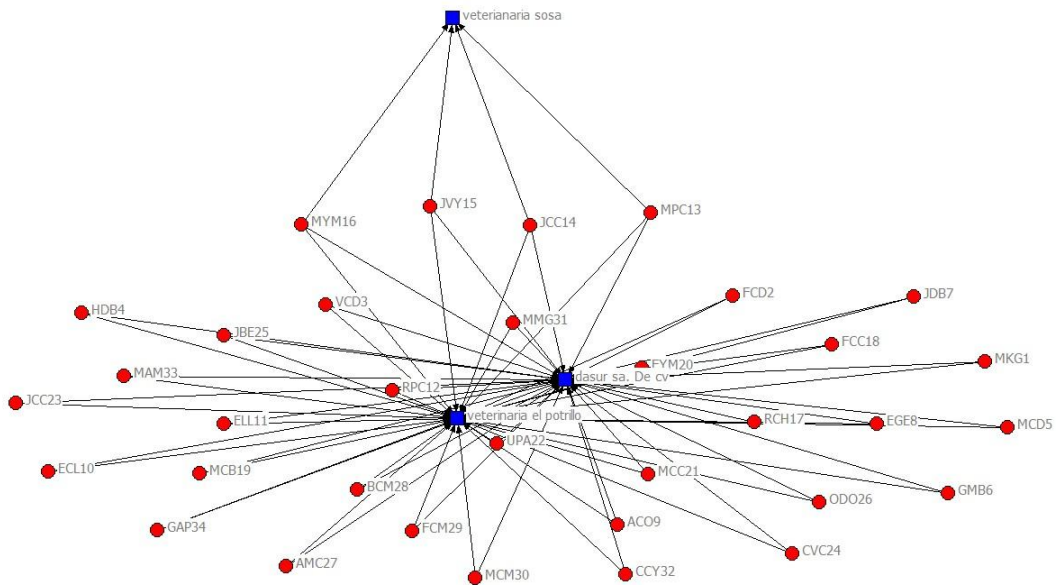 veterianaria sosa
JVY15
MPC13
MYM16
JCC14
FCD2
JDB7
VCD3
HDB4
MMG31
JBE25
FCC18
MKG1
MAM33
dasur sa. De cv
RPC12
JCC23
veterinaria el potrillo
ELL11
RCH17
EGE8
MCD5
UPA22
ECL10
MCB19
MCC21
BCM28
GMB6
ODO26
GAP34
FCM29
ACO9
CVC24
AMC27
CCY32
MCM30